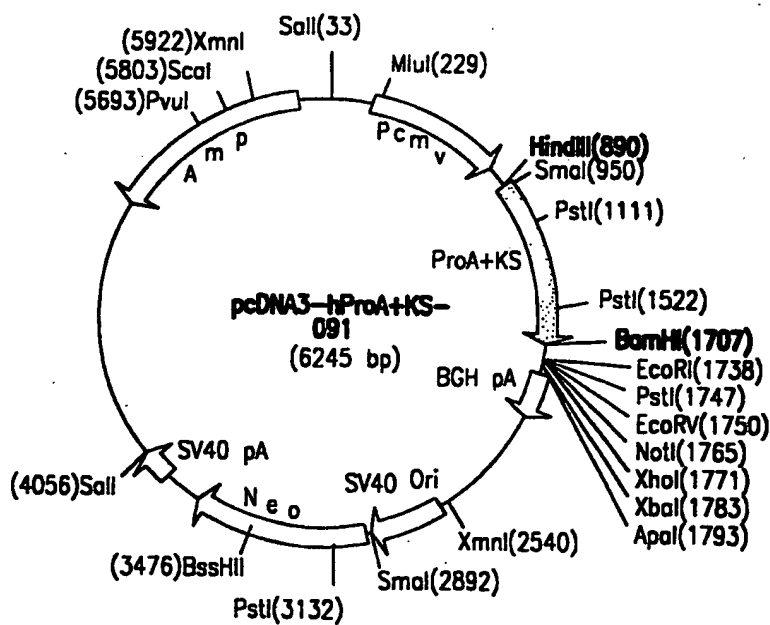 SalI(33)
(5922)XmnI
(5803)ScaI
(5693)PvuI
MluI(229)
Pcmv
Amp
HindIII(890)
SmaI(950)
PstI(1111)
ProA+KS
PstI(1522)
pcDNA3-hProA+KS-
091
(6245 bp)
BamHI(1707)
BGH pA
EcoRI(1738)
PstI(1747)
EcoRV(1750)
NotI(1765)
XhoI(1771)
XbaI(1783)
ApaI(1793)
SV40 pA
(4056)SalI
Neo
SV40 Ori
XmnI(2540)
(3476)BssHII
SmaI(2892)
PstI(3132)